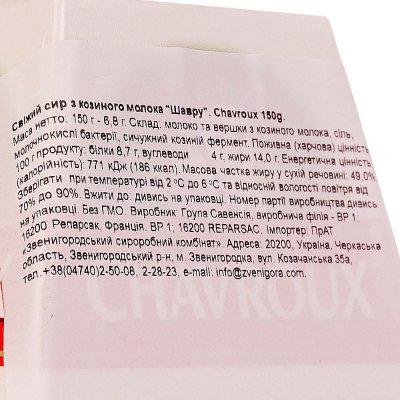 Свіжий сир з козиного молока "Шавру". Chavroux 150g.
Маса нетто: 150 г - 6,8 г. Склад: молоко та вершки з козиного молока, сіль,
молочнокислі бактерії, сичужний козиний фермент. Поживна (харчова) цінність
100 г продукту: білки 8,7 г, вуглеводи 4 г, жири 14,0 г. Енергетична цінність
(калорійність): 771 кДж (186 ккал). Масова частка жиру у сухій речовині: 49.0%
Зберігати при температурі від 2 ºС до 6 ºС та відносній вологості повітря від
70% до 90%. Вжити до: дивись на упаковці. Номер партії виробництва дивись
на упаковці. Без ГМО. Виробник: Група Савенсія, виробнича філія - ВР 1,
16200 Репарсак, Франція. BP 1; 16200 REPARSAC. Імпортер: ПрАТ
«Звенигородський сироробний комбінат». Адреса: 20200, Україна, Черкаська
область, Звенигородський р-н, м. Звенигородка, вул. Козачанська 35а,
тел. +38(04740)2-50-08, 2-28-23, e-mail: info@zvenigora.com
CHAVROUX